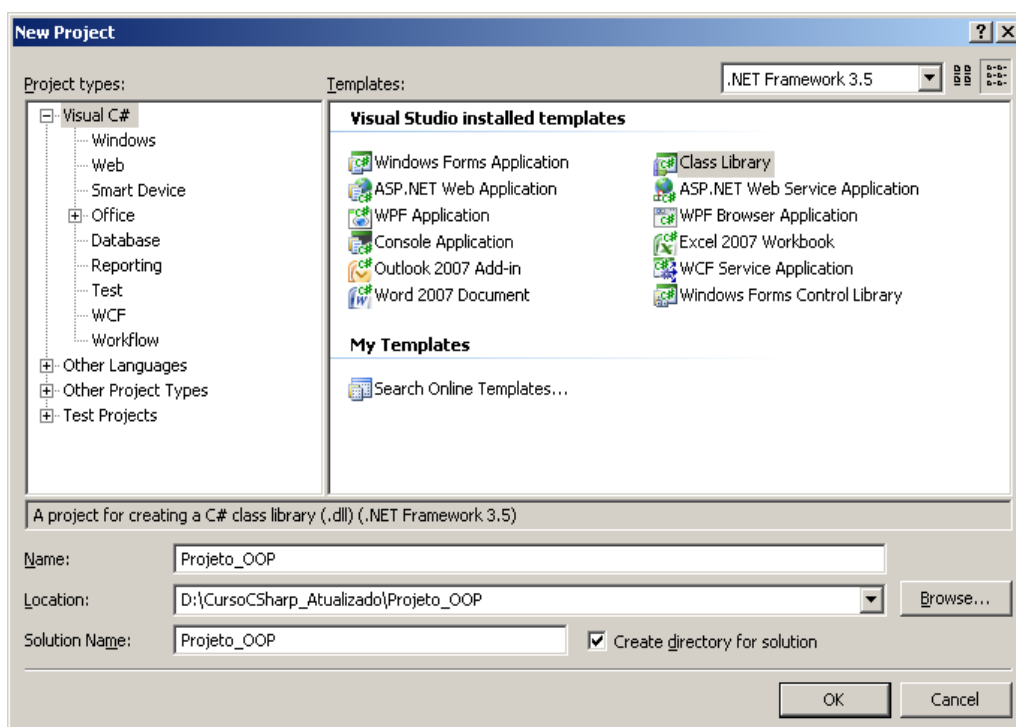 New Project
Project types:
Templates:
.NET Framework 3.5
Visual C#
Windows
Web
Smart Device
Office
Database
Reporting
Test
WCF
Workflow
Other Languages
Other Project Types
Test Projects
Visual Studio installed templates
Windows Forms Application
Class Library
ASP.NET Web Application
ASP.NET Web Service Application
WPF Application
WPF Browser Application
Console Application
Excel 2007 Workbook
Outlook 2007 Add-in
WCF Service Application
Word 2007 Document
Windows Forms Control Library
My Templates
Search Online Templates...
A project for creating a C# class library (.dll) (.NET Framework 3.5)
Name:
Projeto_OOP
Location:
D:\CursoCSharp_Atualizado\Projeto_OOP
Browse...
Solution Name:
Projeto_OOP
Create directory for solution
OK
Cancel